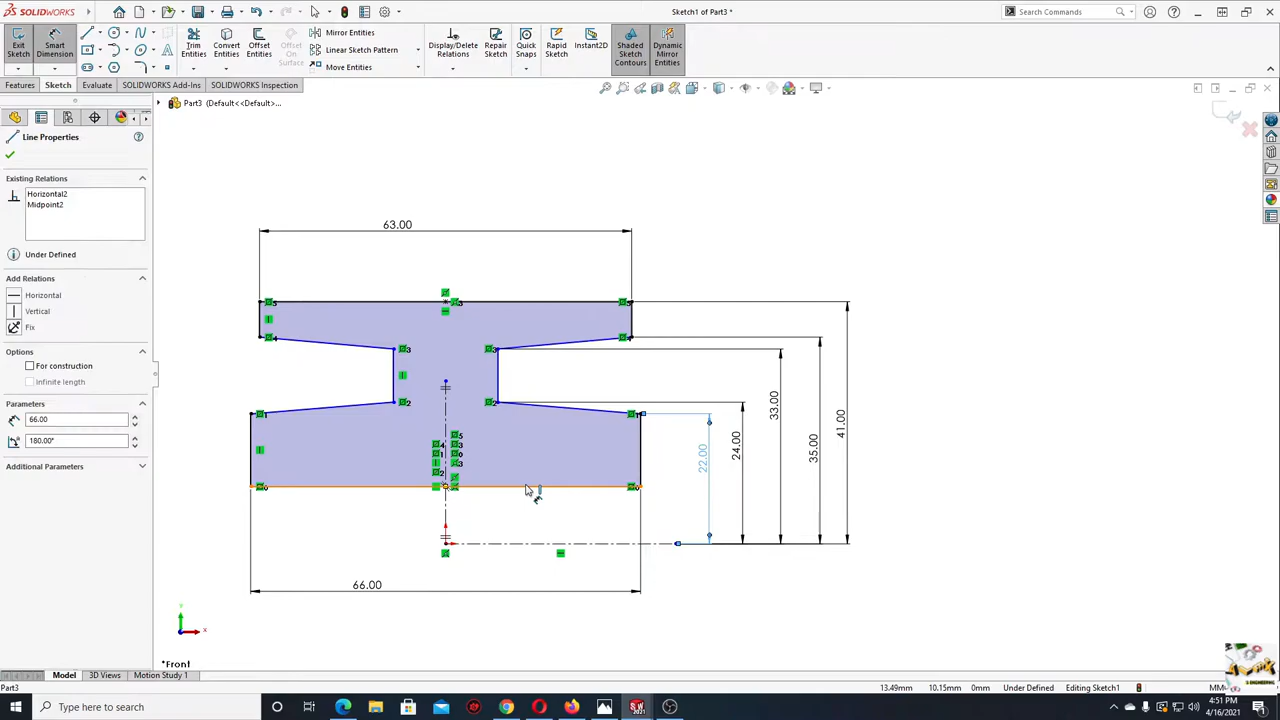 SOLIDWORKS
Sketch1 of Part3 *
Search Commands
Exit Sketch
Smart Dimension
Trim Entities
Convert Entities
Offset Entities
Offset On Surface
Mirror Entities
Linear Sketch Pattern
Move Entities
Display/Delete Relations
Repair Sketch
Quick Snaps
Rapid Sketch
Instant2D
Shaded Sketch Contours
Dynamic Mirror Entities
Features
Sketch
Evaluate
SOLIDWORKS Add-Ins
SOLIDWORKS Inspection
Part3 (Default<<Default>...
Line Properties
Existing Relations
Horizontal2
Midpoint2
Under Defined
Add Relations
Horizontal
Vertical
Fix
Options
For construction
Infinite length
Parameters
66.00
180.00°
Additional Parameters
63.00
22.00
24.00
33.00
35.00
41.00
66.00
*Front
Model
3D Views
Motion Study 1
Part3
13.49mm
10.15mm
0mm
Under Defined
Editing Sketch1
Type here to search
4:51 PM
4/16/2021